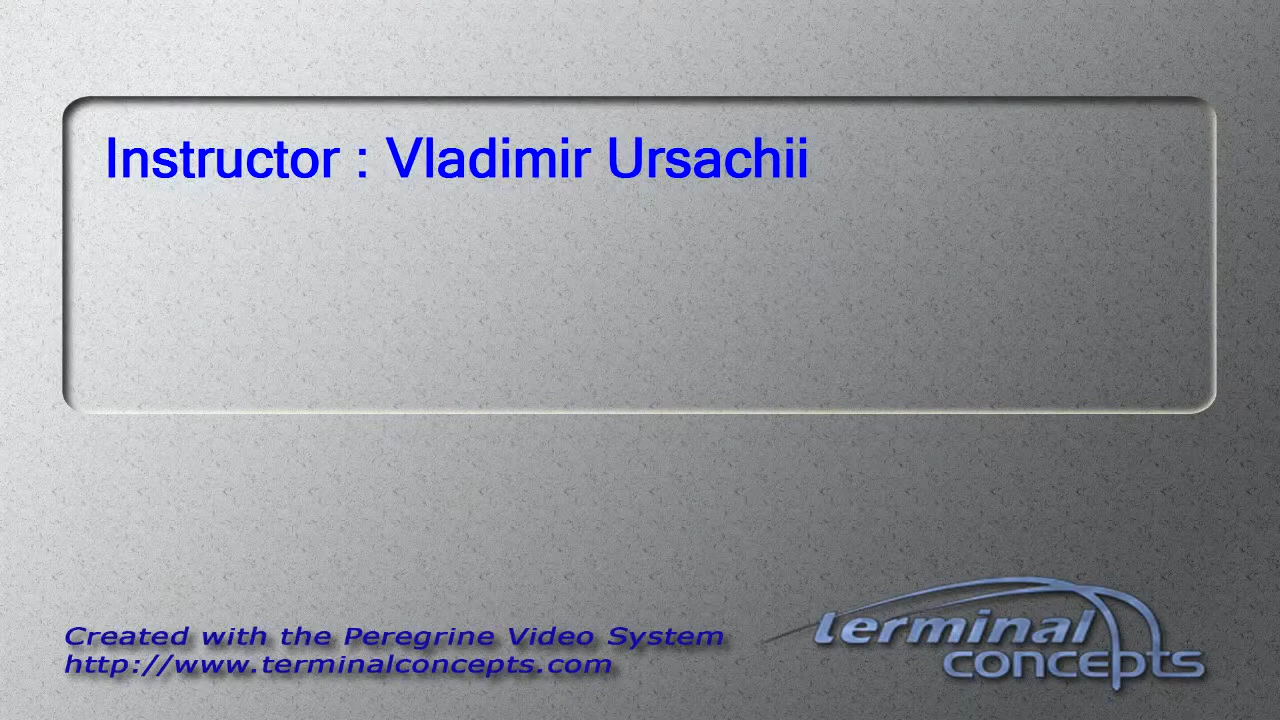 Instructor : Vladimir Ursachii
Created with the Peregrine Video System
http://www.terminalconcepts.com
terminal
concepts